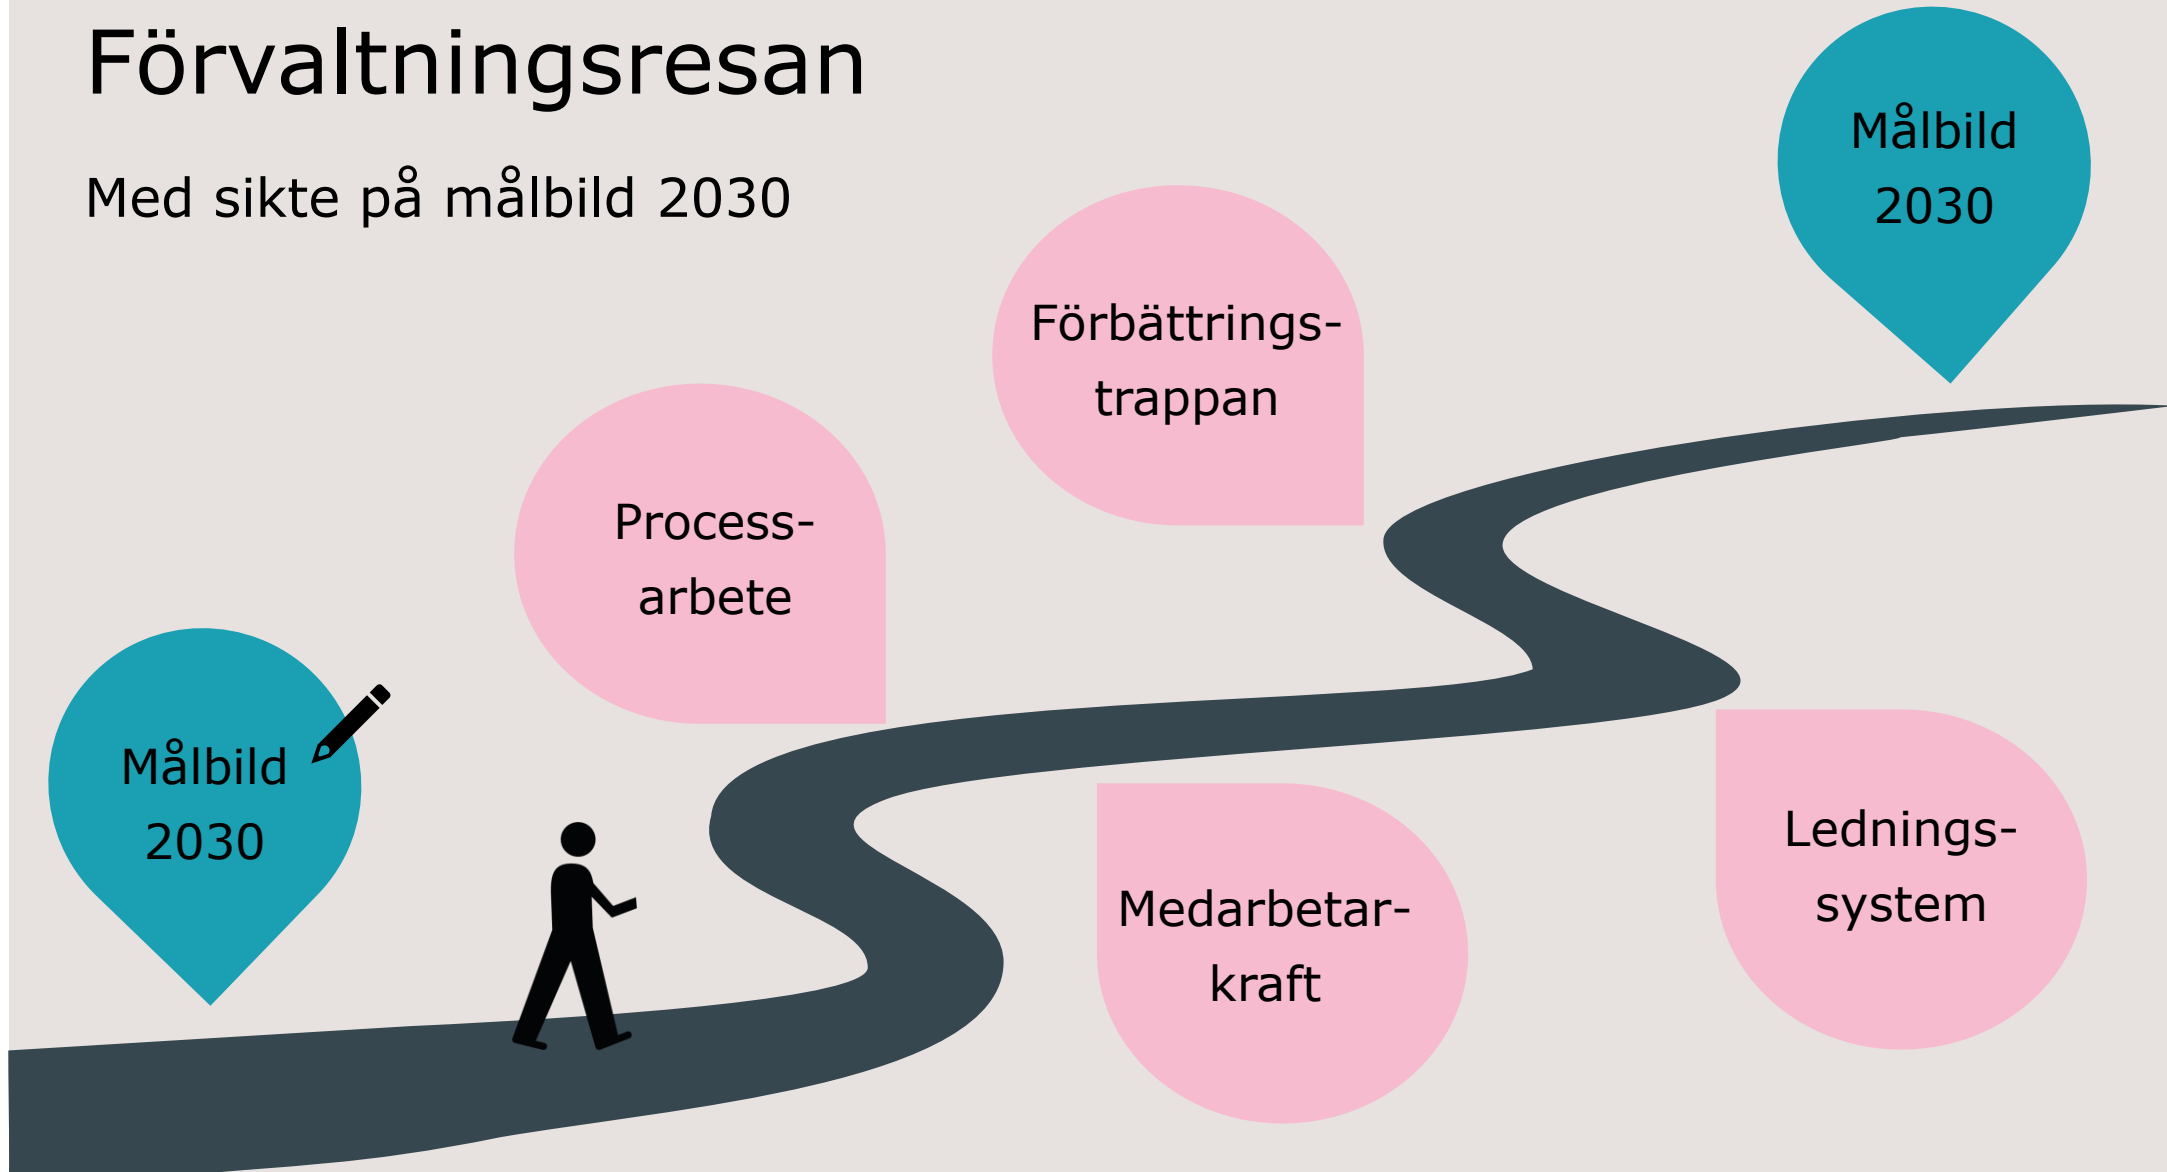 Förvaltningsresan
Med sikte på målbild 2030
Målbild
2030
Process-
arbete
Förbättrings-
trappan
Medarbetar-
kraft
Lednings-
system
Målbild
2030